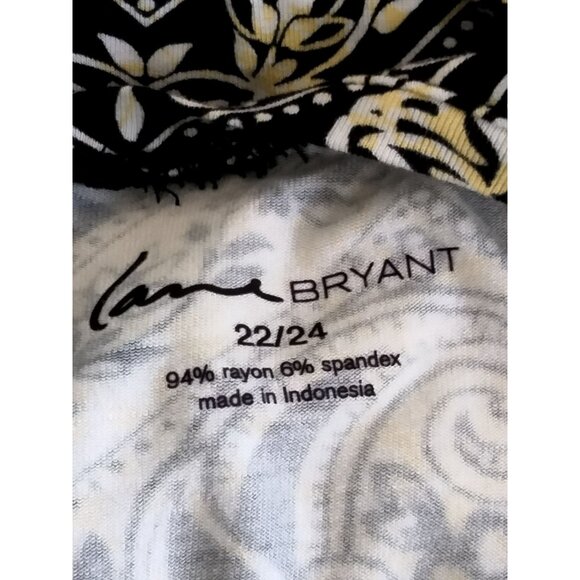 Lane BRYANT
22/24
94% rayon 6% spandex
made in Indonesia